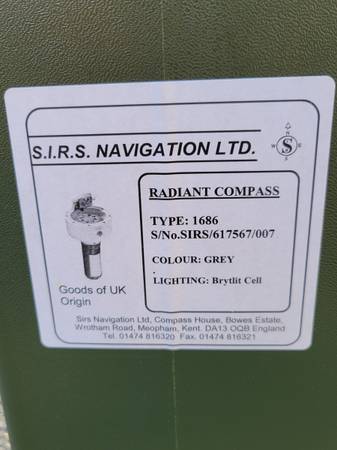 S.I.R.S. NAVIGATION LTD.
N
W S E
S
RADIANT COMPASS
TYPE: 1686
S/No.SIRS/617567/007
COLOUR: GREY
LIGHTING: Brytlit Cell
Goods of UK
Origin
Sirs Navigation Ltd, Compass House, Bowes Estate,
Wrotham Road, Meopham, Kent. DA13 OQB England
Tel. 01474 816320 Fax. 01474 816321